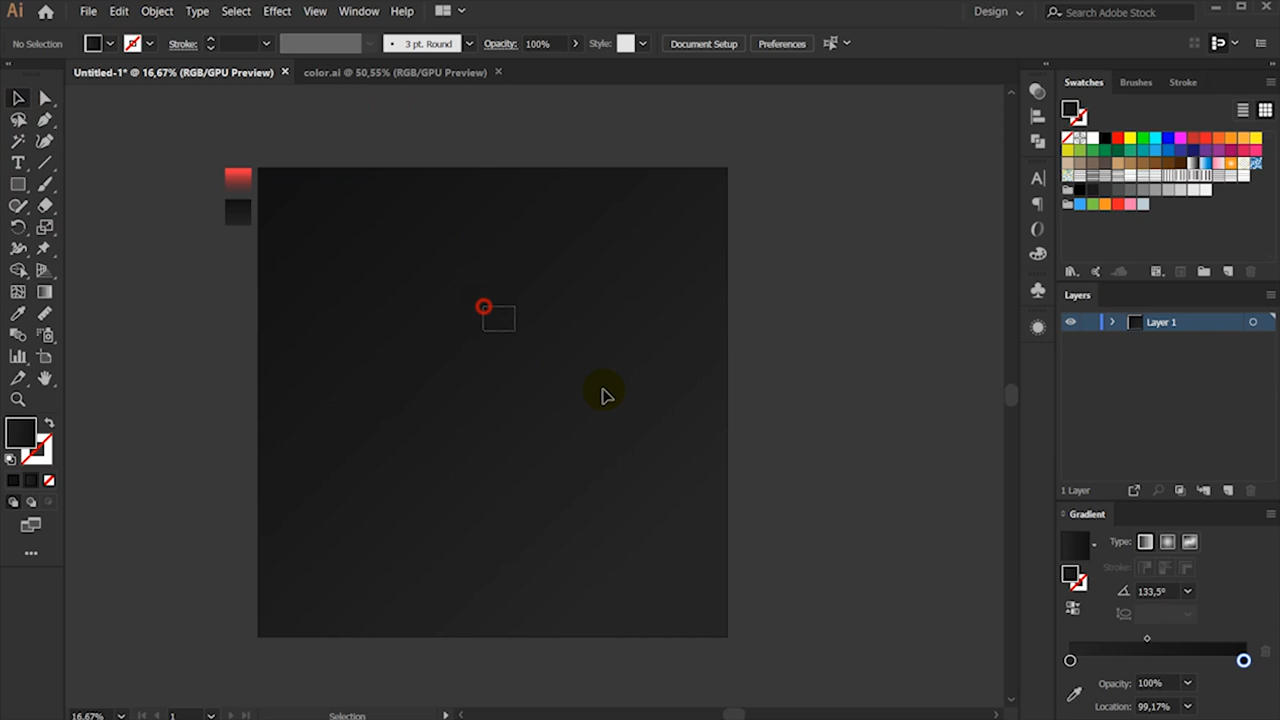 Ai File Edit Object Type Select Effect View Window Help Design Search Adobe Stock
No Selection Stroke: 3 pt. Round Opacity: 100% Style: Document Setup Preferences
Untitled-1* @ 16,67% (RGB/GPU Preview) × color.ai @ 50,55% (RGB/GPU Preview) ×
Swatches Brushes Stroke
Layers
Layer 1
1 Layer
Gradient
Type:
Stroke:
133,5°
Opacity: 100%
Location: 99,17%
16,67% 1 Selection